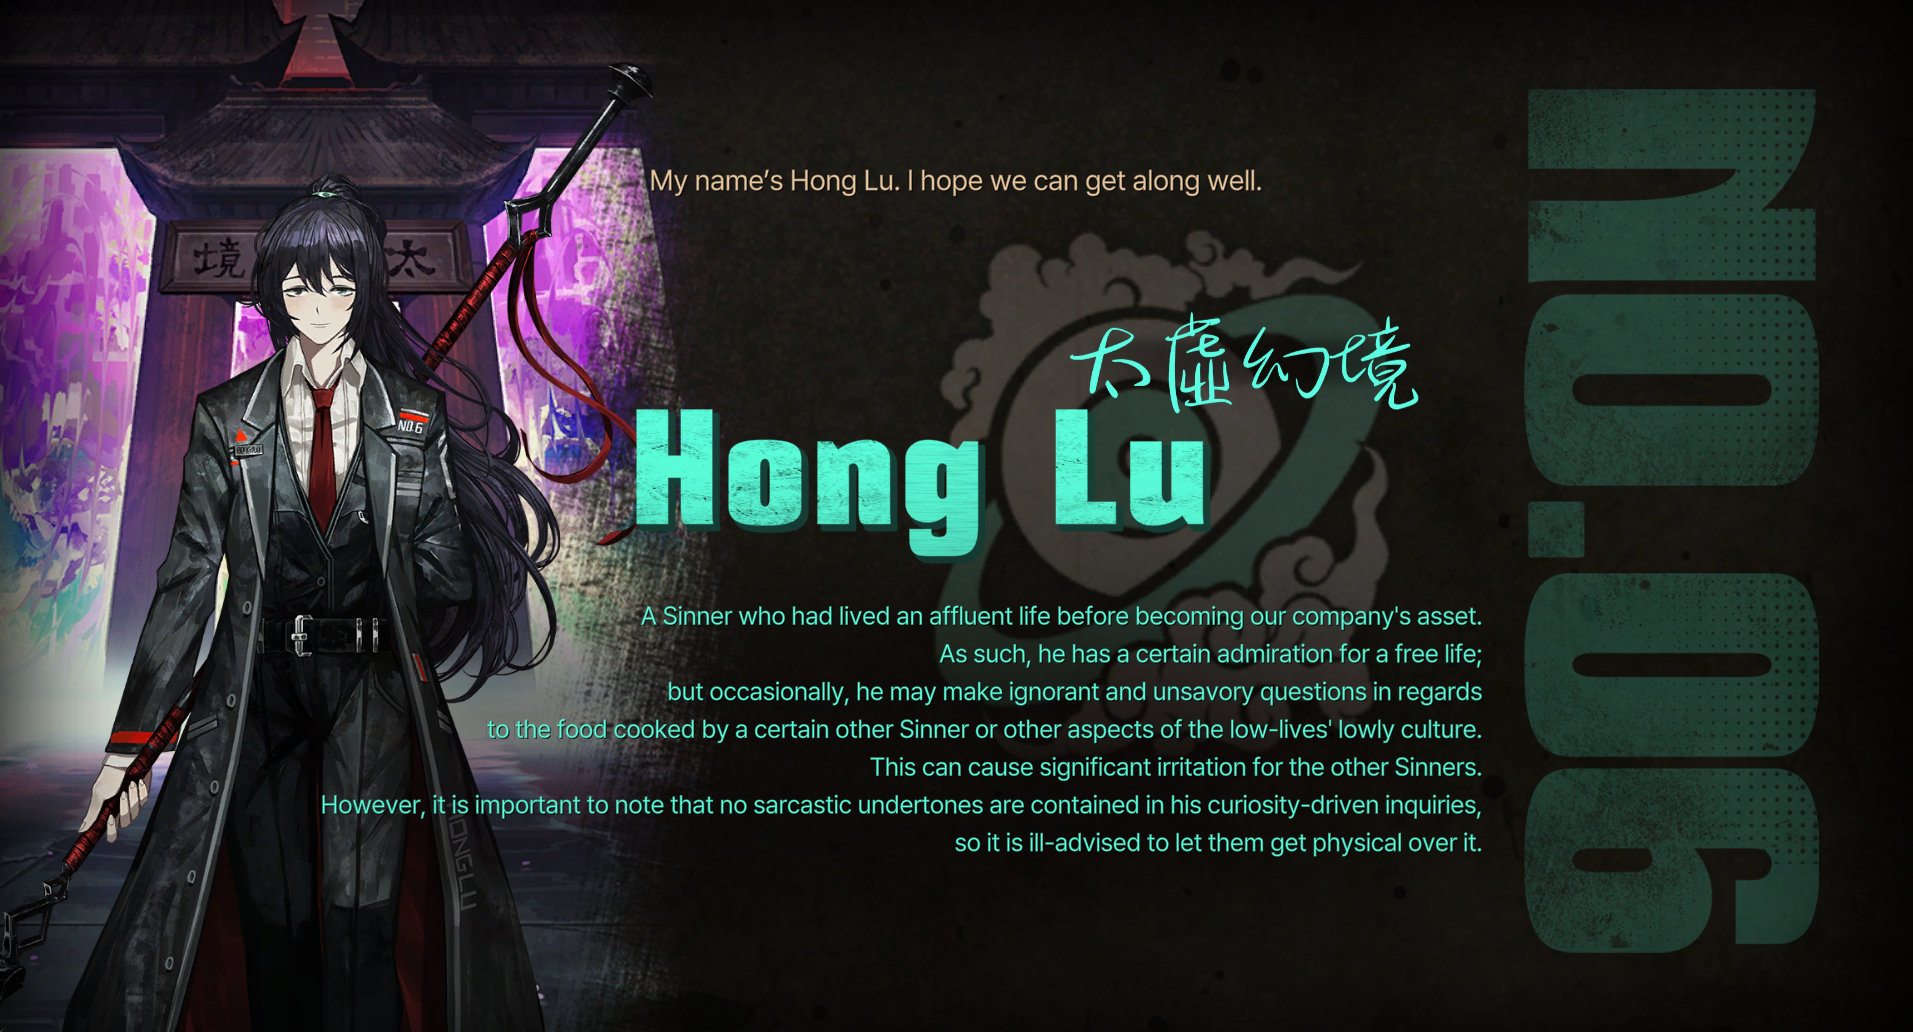 My name’s Hong Lu. I hope we can get along well.
境 太
太虛幻境
Hong Lu
NO.6
A Sinner who had lived an affluent life before becoming our company's asset.
As such, he has a certain admiration for a free life;
but occasionally, he may make ignorant and unsavory questions in regards
to the food cooked by a certain other Sinner or other aspects of the low-lives' lowly culture.
This can cause significant irritation for the other Sinners.
However, it is important to note that no sarcastic undertones are contained in his curiosity-driven inquiries,
so it is ill-advised to let them get physical over it.
HONG LU
NO.06